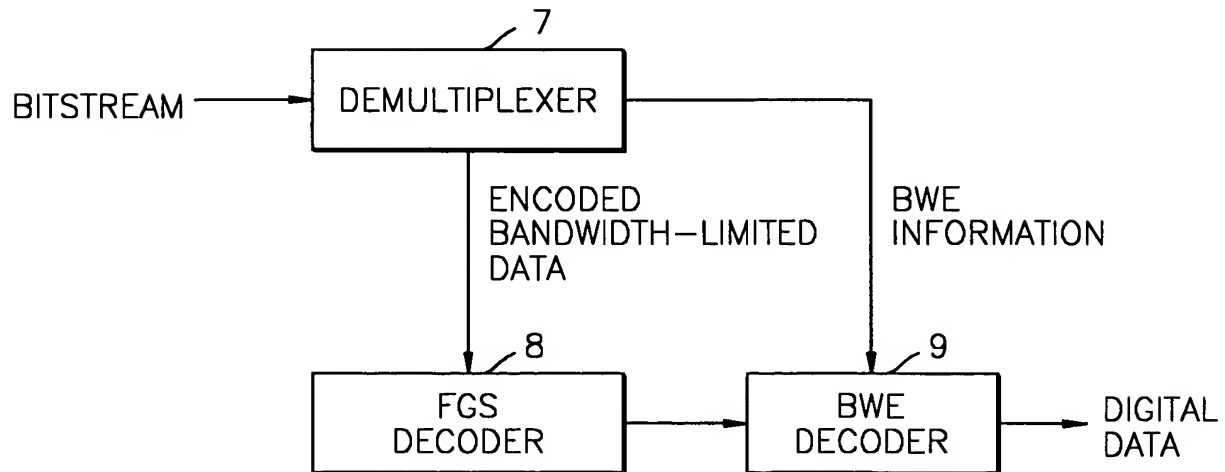 7
BITSTREAM
DEMULTIPLEXER
ENCODED
BANDWIDTH-LIMITED
DATA
BWE
INFORMATION
8
FGS
DECODER
9
BWE
DECODER
DIGITAL
DATA